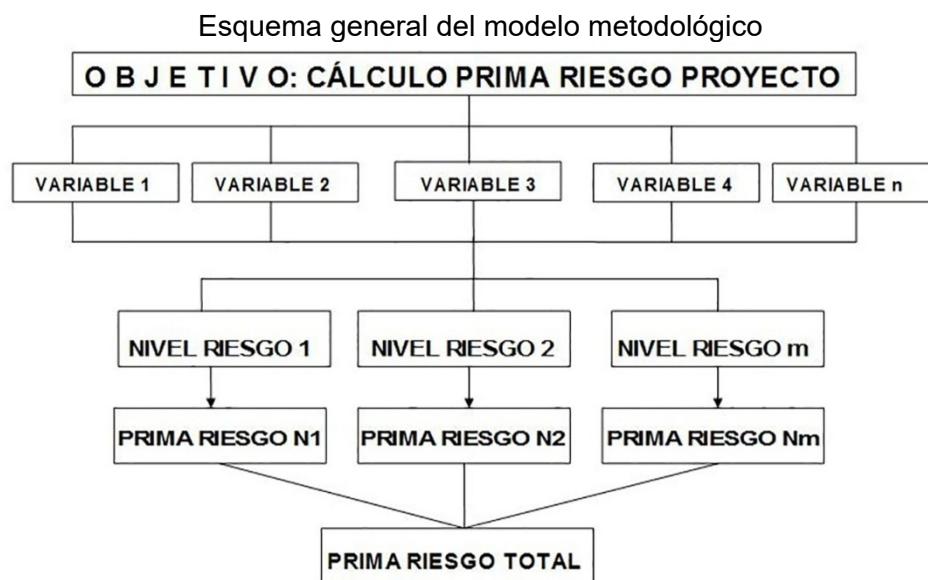 Esquema general del modelo metodológico
O B J E T I V O: CÁLCULO PRIMA RIESGO PROYECTO
VARIABLE 1
VARIABLE 2
VARIABLE 3
VARIABLE 4
VARIABLE n
NIVEL RIESGO 1
NIVEL RIESGO 2
NIVEL RIESGO m
PRIMA RIESGO N1
PRIMA RIESGO N2
PRIMA RIESGO Nm
PRIMA RIESGO TOTAL